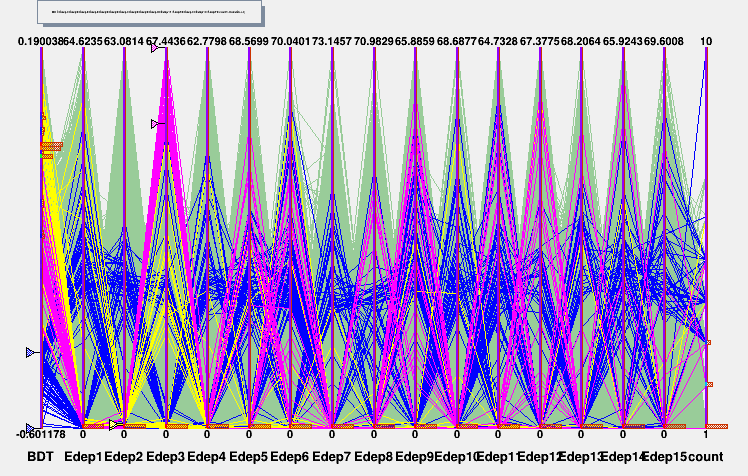 0.190038 64.6235 63.0814 67.4436 62.7798 68.5699 70.0401 73.1457 70.9829 65.8859 68.6877 64.7328 67.3775 68.2064 65.9243 69.6008 10
-0.601178 0 0 0 0 0 0 0 0 0 0 0 0 0 0 0 1
BDT Edep1 Edep2 Edep3 Edep4 Edep5 Edep6 Edep7 Edep8 Edep9 Edep10 Edep11 Edep12 Edep13 Edep14 Edep15 count